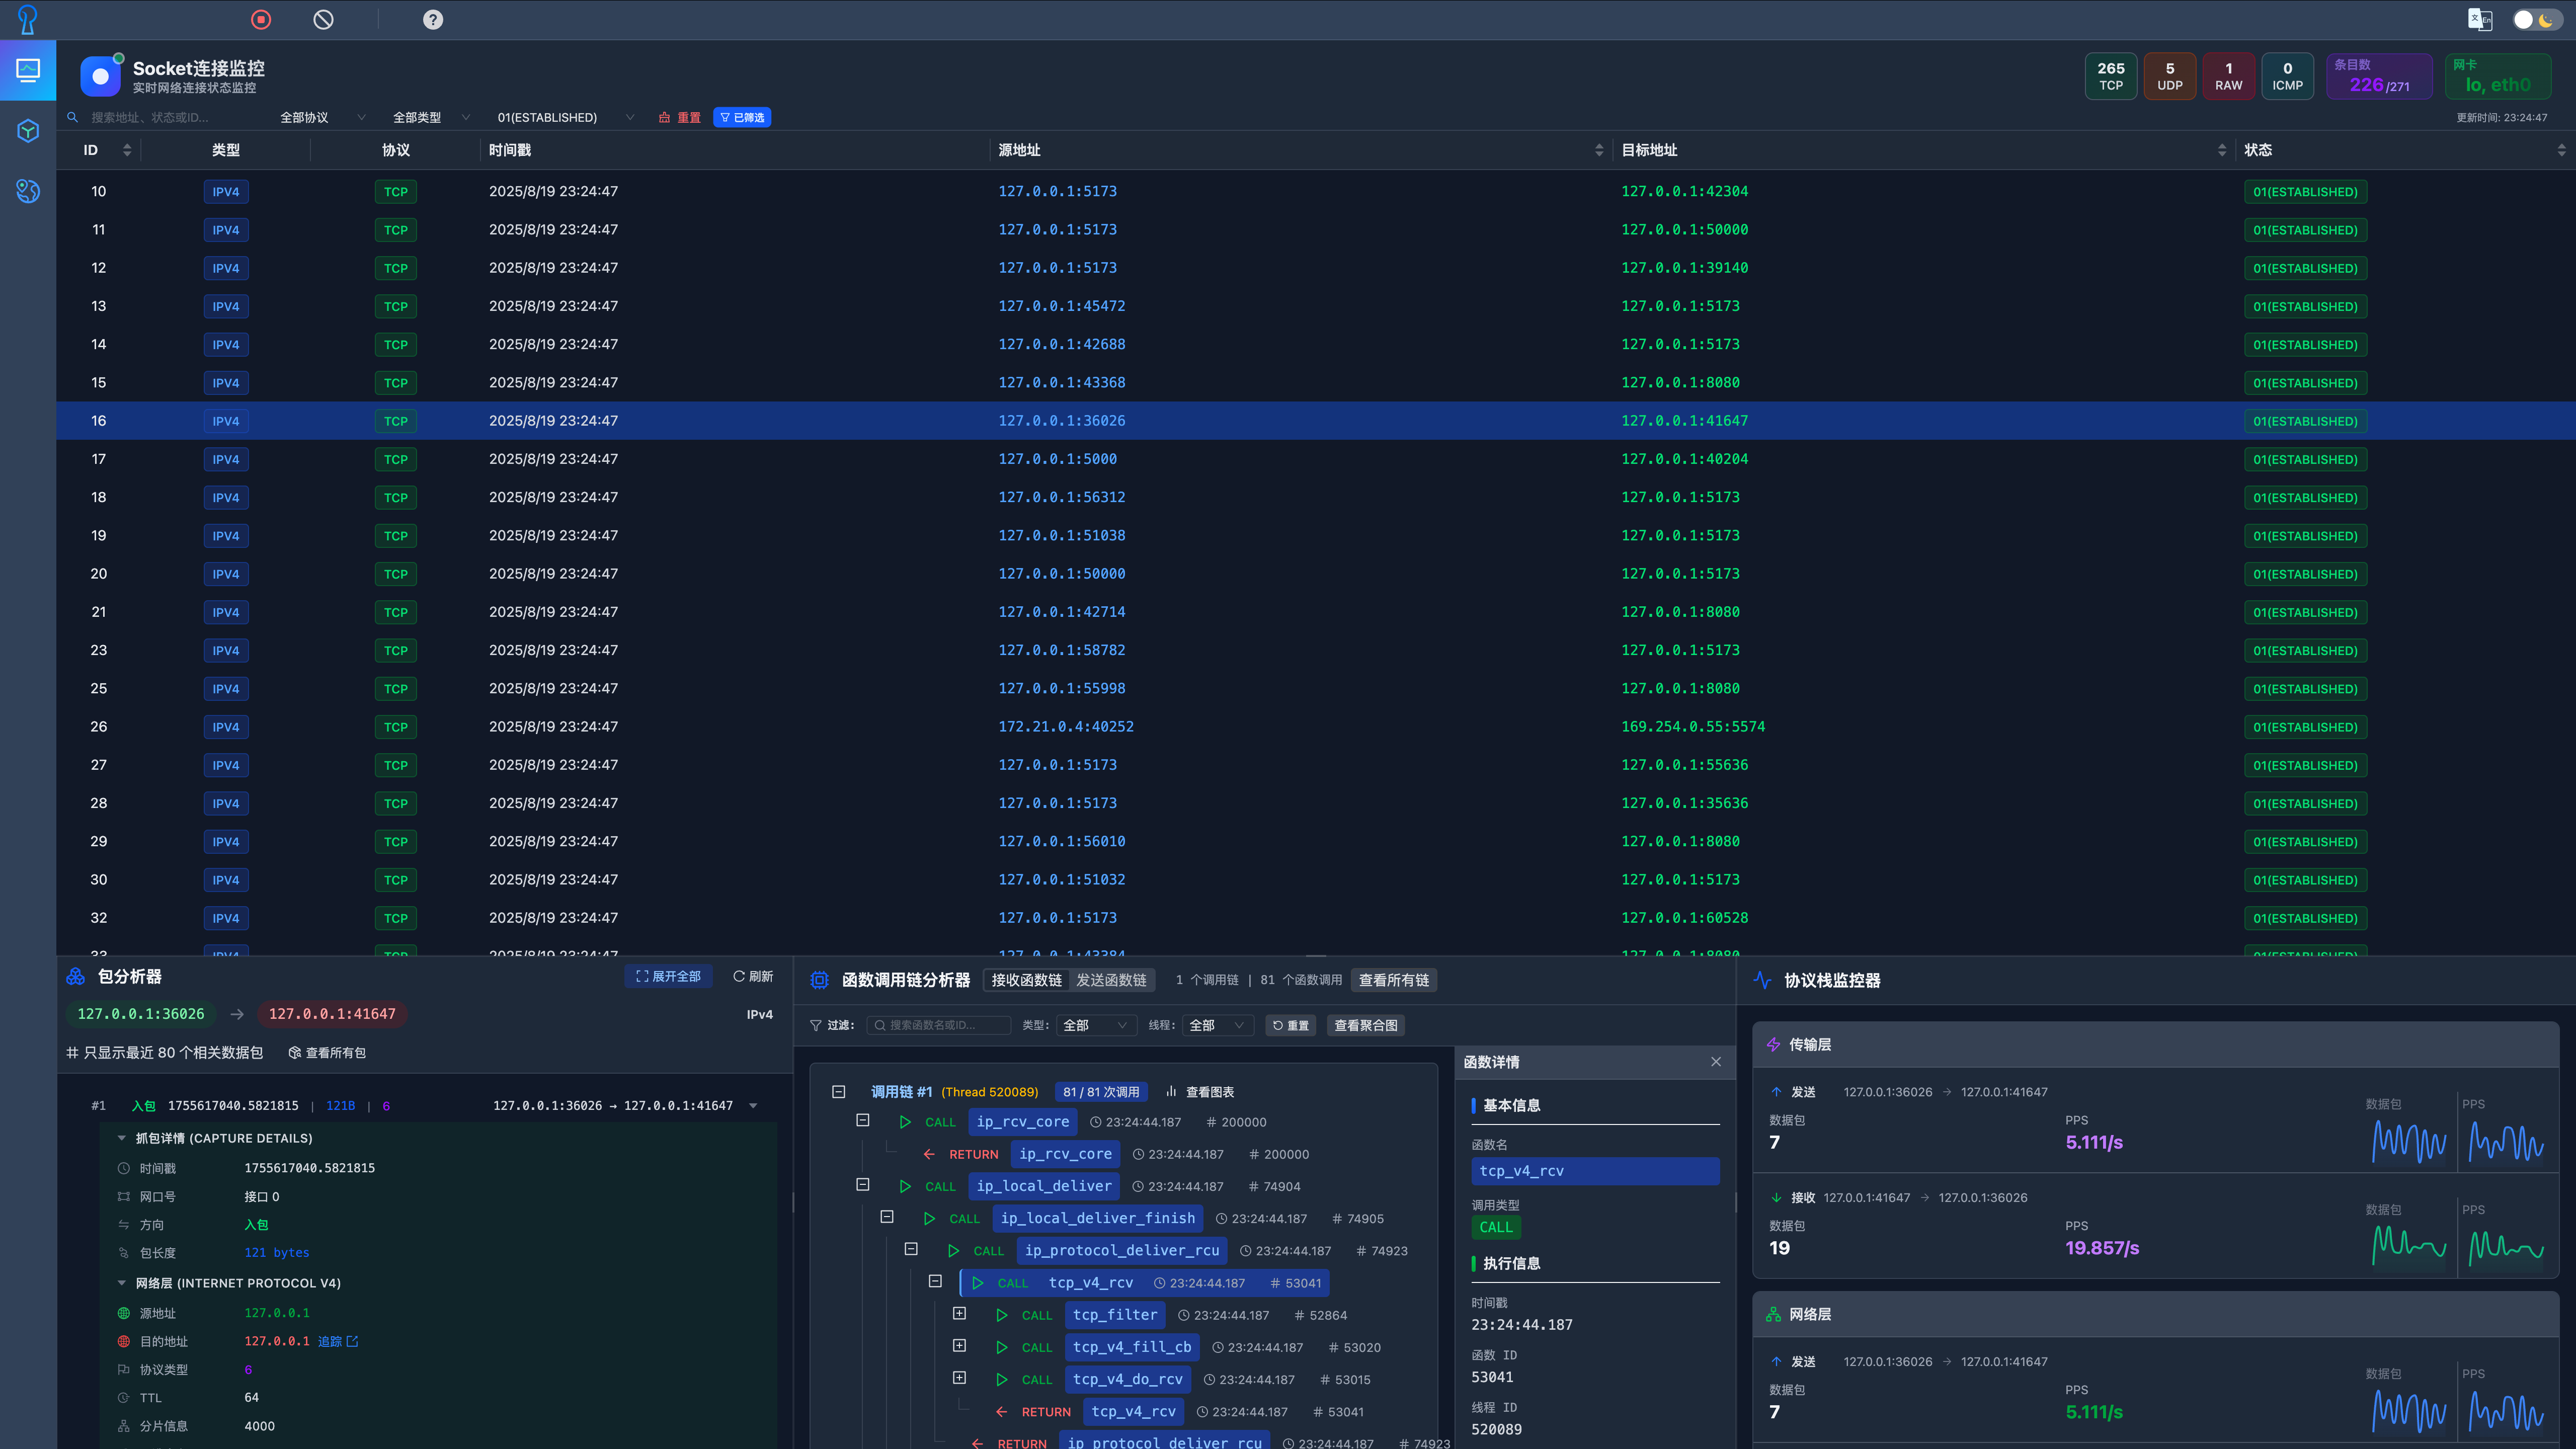 ?
文 En
Socket连接监控
实时网络连接状态监控
265 TCP
5 UDP
1 RAW
0 ICMP
条目数 226/271
网卡 lo, eth0
搜索地址、状态或ID... 全部协议 全部类型 01(ESTABLISHED) 重置 已筛选
更新时间: 23:24:47
ID 类型 协议 时间戳 源地址 目标地址 状态
10 IPV4 TCP 2025/8/19 23:24:47 127.0.0.1:5173 127.0.0.1:42304 01(ESTABLISHED)
11 IPV4 TCP 2025/8/19 23:24:47 127.0.0.1:5173 127.0.0.1:50000 01(ESTABLISHED)
12 IPV4 TCP 2025/8/19 23:24:47 127.0.0.1:5173 127.0.0.1:39140 01(ESTABLISHED)
13 IPV4 TCP 2025/8/19 23:24:47 127.0.0.1:45472 127.0.0.1:5173 01(ESTABLISHED)
14 IPV4 TCP 2025/8/19 23:24:47 127.0.0.1:42688 127.0.0.1:5173 01(ESTABLISHED)
15 IPV4 TCP 2025/8/19 23:24:47 127.0.0.1:43368 127.0.0.1:8080 01(ESTABLISHED)
16 IPV4 TCP 2025/8/19 23:24:47 127.0.0.1:36026 127.0.0.1:41647 01(ESTABLISHED)
17 IPV4 TCP 2025/8/19 23:24:47 127.0.0.1:5000 127.0.0.1:40204 01(ESTABLISHED)
18 IPV4 TCP 2025/8/19 23:24:47 127.0.0.1:56312 127.0.0.1:5173 01(ESTABLISHED)
19 IPV4 TCP 2025/8/19 23:24:47 127.0.0.1:51038 127.0.0.1:5173 01(ESTABLISHED)
20 IPV4 TCP 2025/8/19 23:24:47 127.0.0.1:50000 127.0.0.1:5173 01(ESTABLISHED)
21 IPV4 TCP 2025/8/19 23:24:47 127.0.0.1:42714 127.0.0.1:8080 01(ESTABLISHED)
23 IPV4 TCP 2025/8/19 23:24:47 127.0.0.1:58782 127.0.0.1:5173 01(ESTABLISHED)
25 IPV4 TCP 2025/8/19 23:24:47 127.0.0.1:55998 127.0.0.1:8080 01(ESTABLISHED)
26 IPV4 TCP 2025/8/19 23:24:47 172.21.0.4:40252 169.254.0.55:5574 01(ESTABLISHED)
27 IPV4 TCP 2025/8/19 23:24:47 127.0.0.1:5173 127.0.0.1:55636 01(ESTABLISHED)
28 IPV4 TCP 2025/8/19 23:24:47 127.0.0.1:5173 127.0.0.1:35636 01(ESTABLISHED)
29 IPV4 TCP 2025/8/19 23:24:47 127.0.0.1:56010 127.0.0.1:8080 01(ESTABLISHED)
30 IPV4 TCP 2025/8/19 23:24:47 127.0.0.1:51032 127.0.0.1:5173 01(ESTABLISHED)
32 IPV4 TCP 2025/8/19 23:24:47 127.0.0.1:5173 127.0.0.1:60528 01(ESTABLISHED)
包分析器 展开全部 刷新
127.0.0.1:36026 → 127.0.0.1:41647 IPv4
# 只显示最近 80 个相关数据包 查看所有包
#1 入包 1755617040.5821815 | 121B | 6 127.0.0.1:36026 → 127.0.0.1:41647
抓包详情 (CAPTURE DETAILS)
时间戳 1755617040.5821815
网口号 接口 0
方向 入包
包长度 121 bytes
网络层 (INTERNET PROTOCOL V4)
源地址 127.0.0.1
目的地址 127.0.0.1 追踪
协议类型 6
TTL 64
分片信息 4000
函数调用链分析器 接收函数链 发送函数链 1 个调用链 | 81 个函数调用 查看所有链
过滤: 搜索函数名或ID... 类型: 全部 线程: 全部 重置 查看聚合图
调用链 #1 (Thread 520089) 81 / 81 次调用 查看图表
CALL ip_rcv_core 23:24:44.187 # 200000
RETURN ip_rcv_core 23:24:44.187 # 200000
CALL ip_local_deliver 23:24:44.187 # 74904
CALL ip_local_deliver_finish 23:24:44.187 # 74905
CALL ip_protocol_deliver_rcu 23:24:44.187 # 74923
CALL tcp_v4_rcv 23:24:44.187 # 53041
CALL tcp_filter 23:24:44.187 # 52864
CALL tcp_v4_fill_cb 23:24:44.187 # 53020
CALL tcp_v4_do_rcv 23:24:44.187 # 53015
RETURN tcp_v4_rcv 23:24:44.187 # 53041
RETURN ip_protocol_deliver_rcu 23:24:44.187 # 74923
函数详情
基本信息
函数名
tcp_v4_rcv
调用类型
CALL
执行信息
时间戳
23:24:44.187
函数 ID
53041
线程 ID
520089
协议栈监控器
传输层
发送 127.0.0.1:36026 → 127.0.0.1:41647
数据包 PPS 数据包 PPS
7 5.111/s
接收 127.0.0.1:41647 → 127.0.0.1:36026
数据包 PPS 数据包 PPS
19 19.857/s
网络层
发送 127.0.0.1:36026 → 127.0.0.1:41647
数据包 PPS 数据包 PPS
7 5.111/s